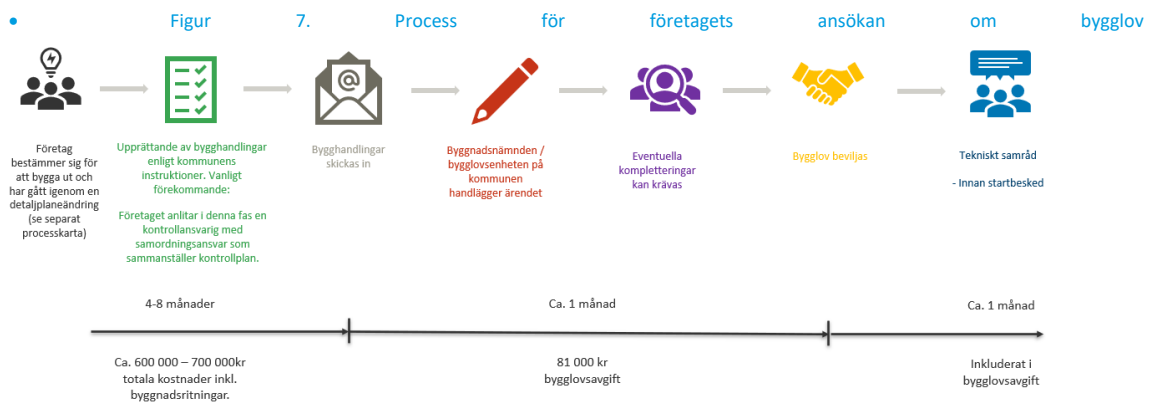 • Figur 7. Process för företagets ansökan om bygglov
Företag
bestämmer sig för
att bygga ut och
har gått igenom en
detaljplaneändring
(se separat
processkarta)
Upprättande av bygghandlingar
enligt kommunens
instruktioner. Vanligt
förekommande:
Företaget anlitar i denna fas en
kontrollansvarig med
samordningsansvar som
sammanställer kontrollplan.
Bygghandlingar
skickas in
Byggnadsnämnden /
bygglovsenheten på
kommunen
handlägger ärendet
Eventuella
kompletteringar
kan krävas
Bygglov beviljas
Tekniskt samråd
- Innan startbesked
4-8 månader
Ca. 1 månad
Ca. 1 månad
Ca. 600 000 – 700 000kr
totala kostnader inkl.
byggnadsritningar.
81 000 kr
bygglovsavgift
Inkluderat i
bygglovsavgift